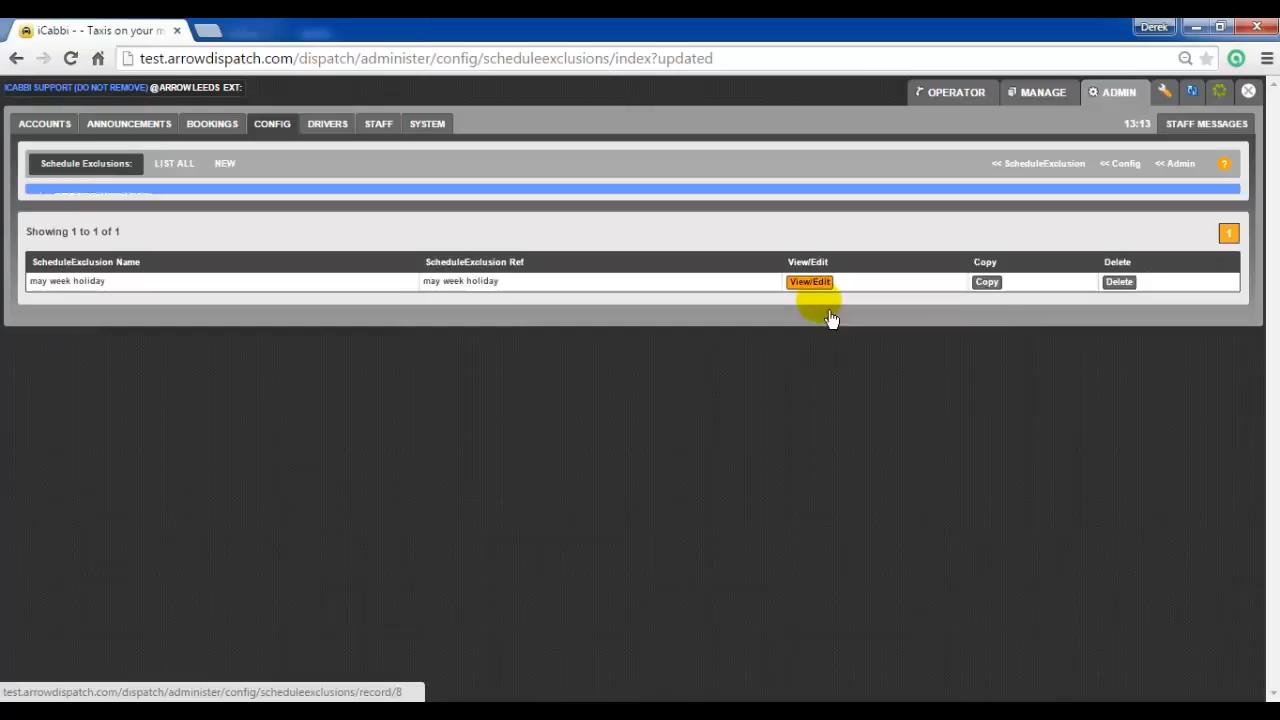 iCabbi - - Taxis on your m
Derek
test.arrowdispatch.com/dispatch/administer/config/scheduleexclusions/index?updated
ICABBI SUPPORT (DO NOT REMOVE) @ARROW LEEDS EXT:
OPERATOR MANAGE ADMIN
ACCOUNTS ANNOUNCEMENTS BOOKINGS CONFIG DRIVERS STAFF SYSTEM 13:13 STAFF MESSAGES
Schedule Exclusions: LIST ALL NEW << ScheduleExclusion << Config << Admin ?
Showing 1 to 1 of 1 1
ScheduleExclusion Name ScheduleExclusion Ref View/Edit Copy Delete
may week holiday may week holiday View/Edit Copy Delete
test.arrowdispatch.com/dispatch/administer/config/scheduleexclusions/record/8